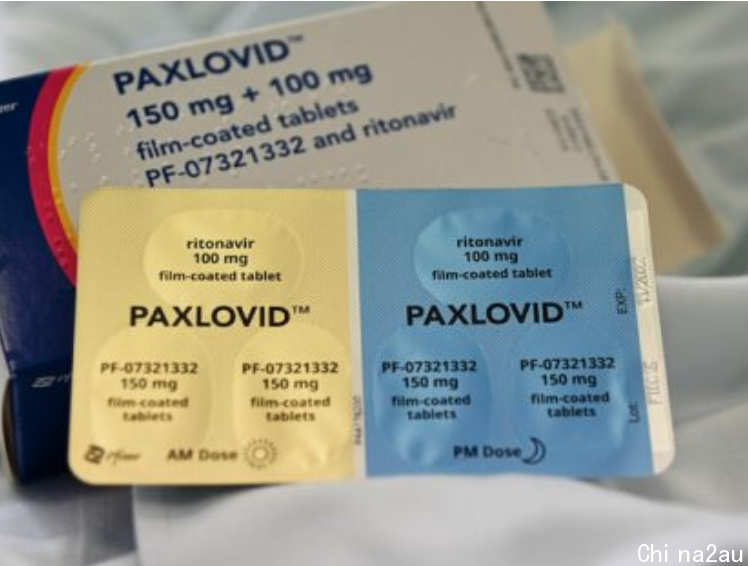 PAXLOVID™
150 mg + 100 mg
film-coated tablets
PF-07321332 and ritonavir
ritonavir
100 mg
film-coated tablet
PAXLOVID™
PF-07321332
150 mg
film-coated
tablets
PF-07321332
150 mg
film-coated
tablets
Pfizer
AM Dose
ritonavir
100 mg
film-coated tablet
PAXLOVID™
PF-07321332
150 mg
film-coated
tablets
PF-07321332
150 mg
film-coated
tablets
PM Dose
EXP:
Lot:
Chi na2au